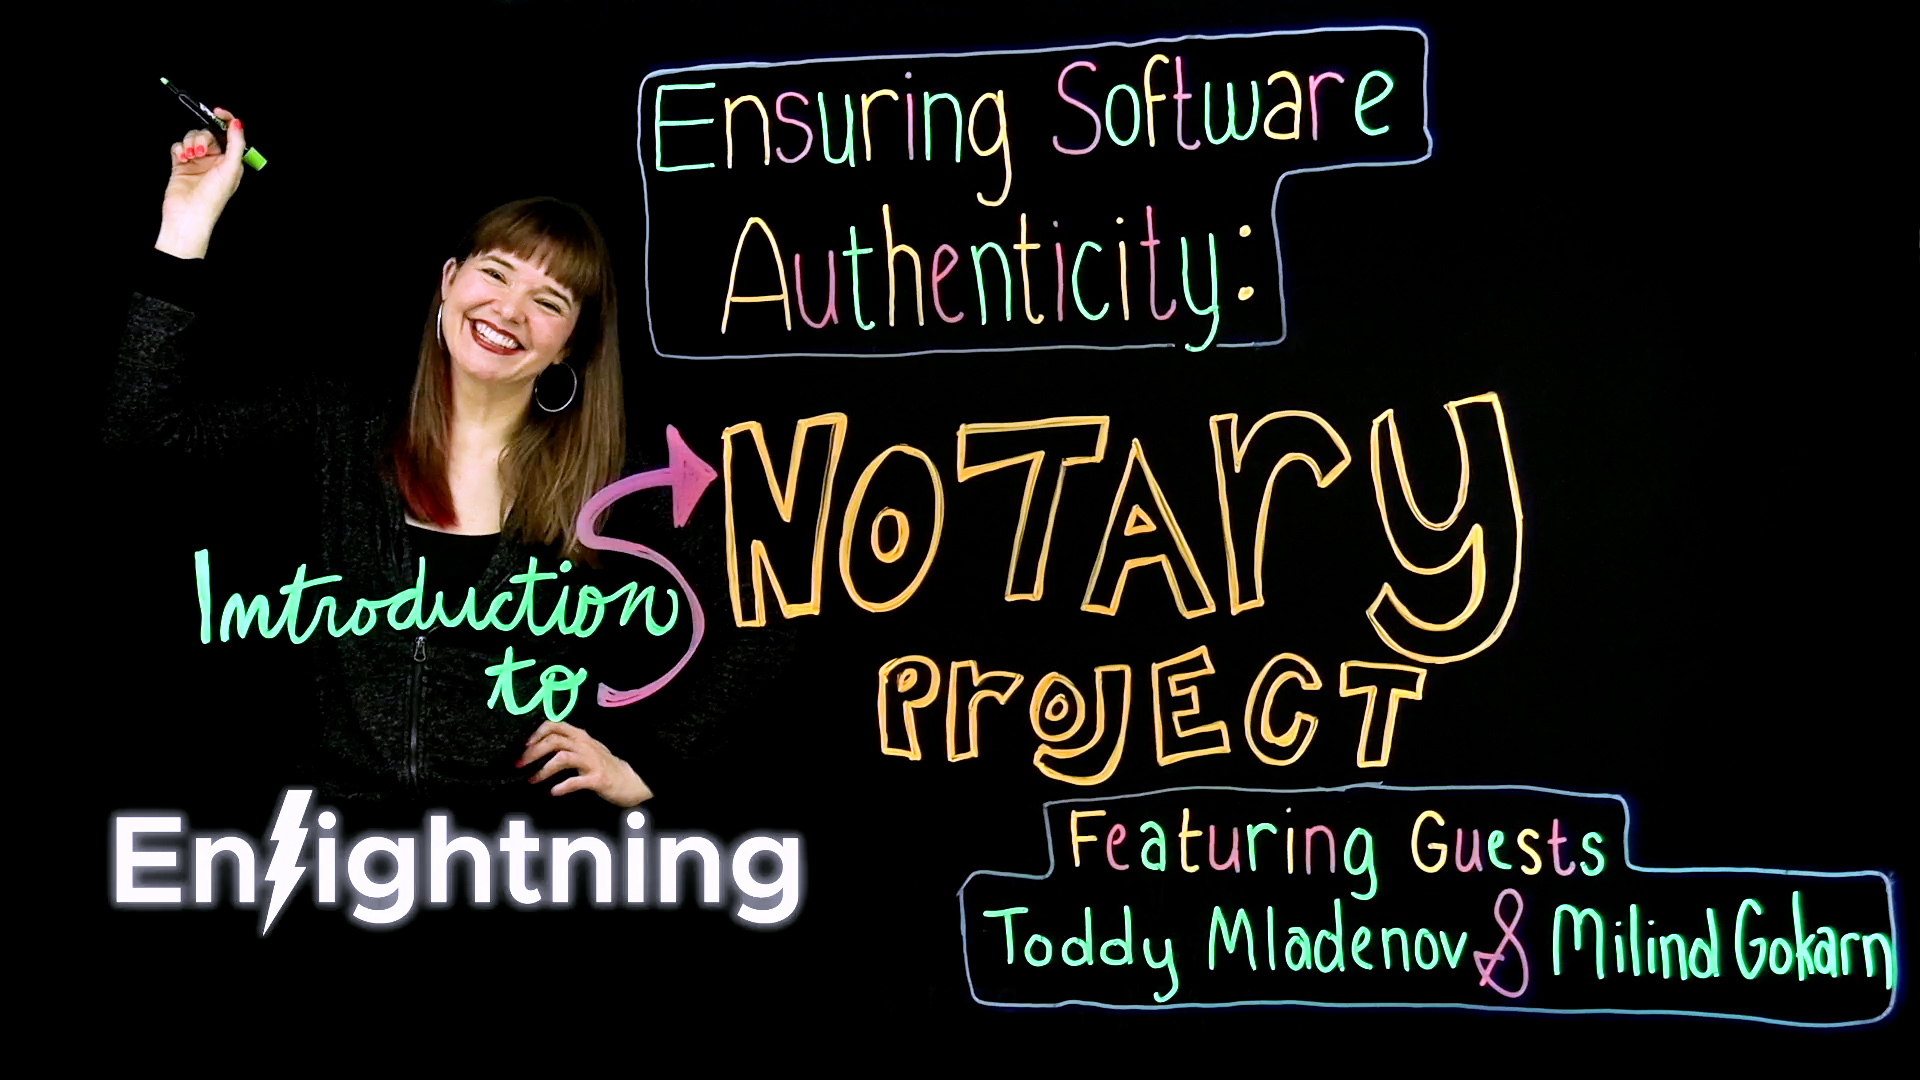 Ensuring Software
Authenticity:
Introduction
to
NOTARY
PROJECT
Enlightning
Featuring Guests
Toddy Mladenov & Milind Gokarn